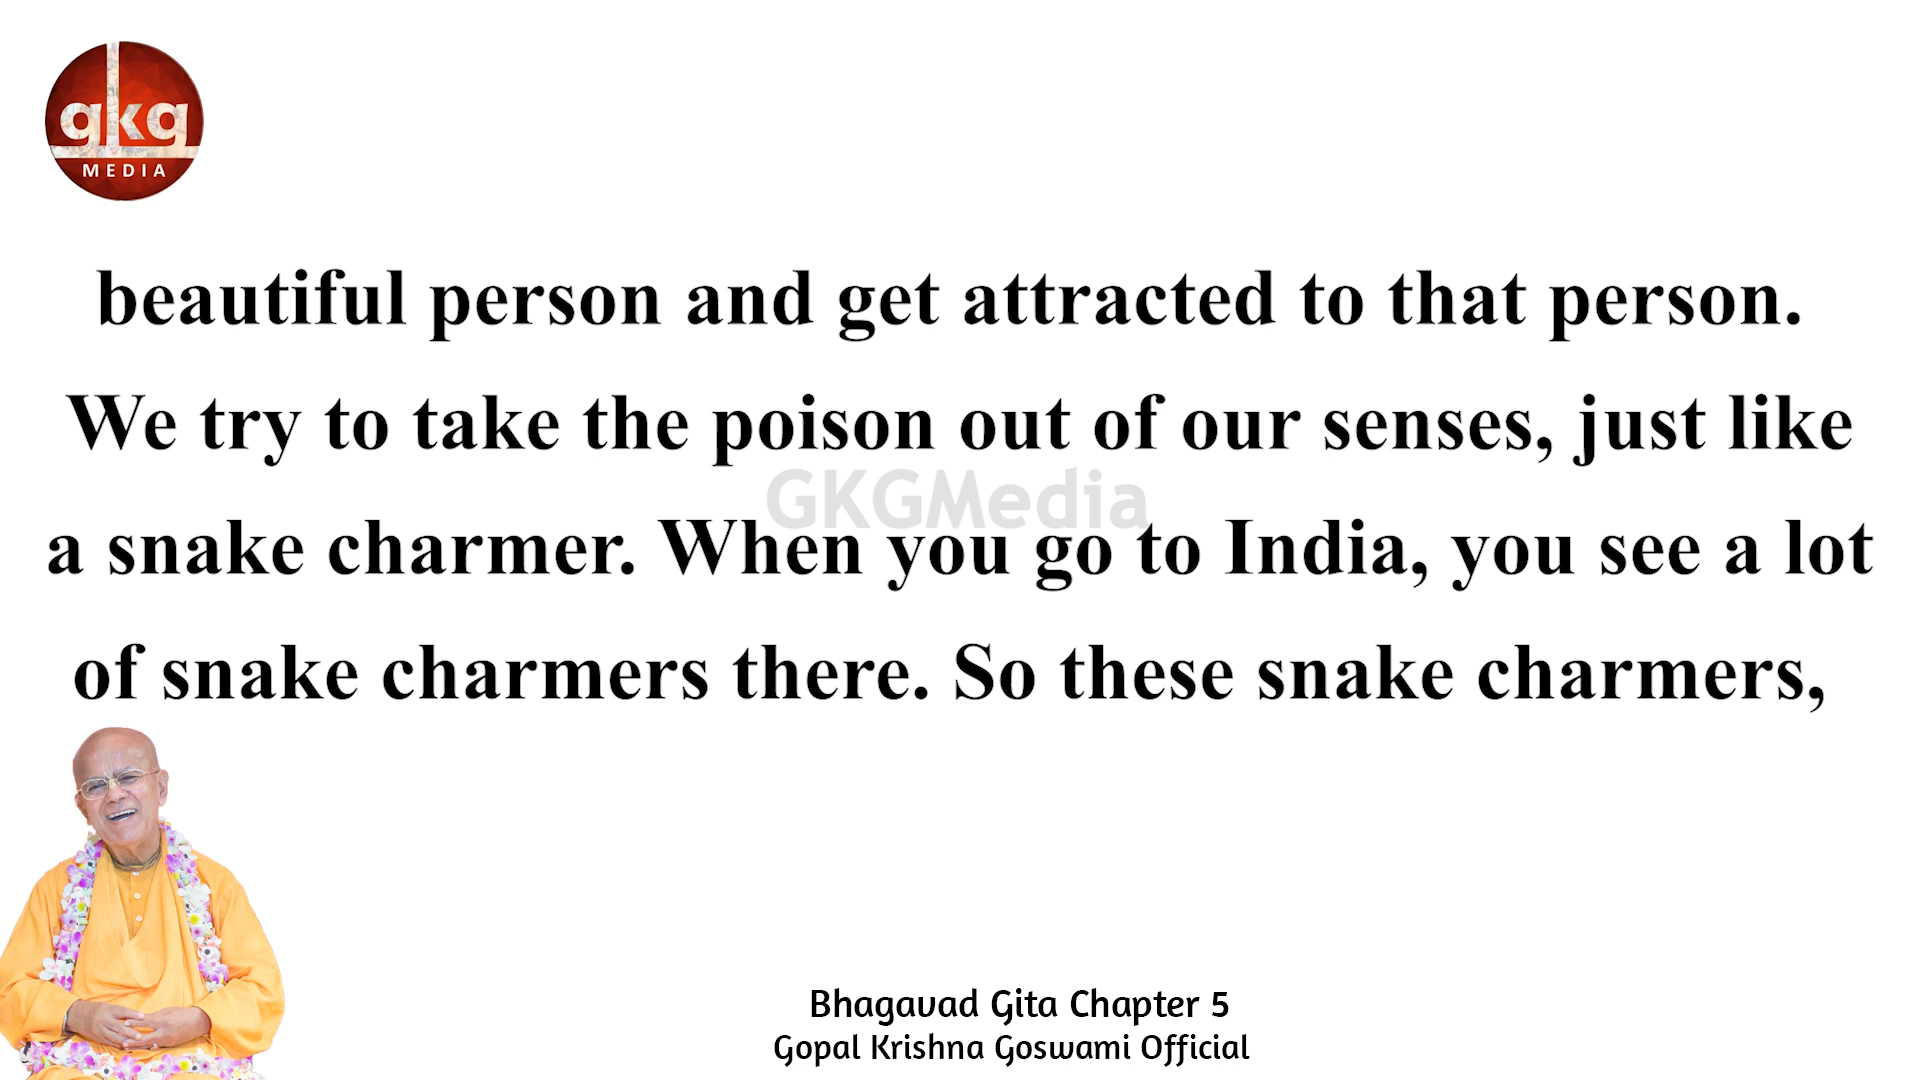 gkg
MEDIA
beautiful person and get attracted to that person.
We try to take the poison out of our senses, just like
GKGMedia
a snake charmer. When you go to India, you see a lot
of snake charmers there. So these snake charmers,
Bhagavad Gita Chapter 5
Gopal Krishna Goswami Official